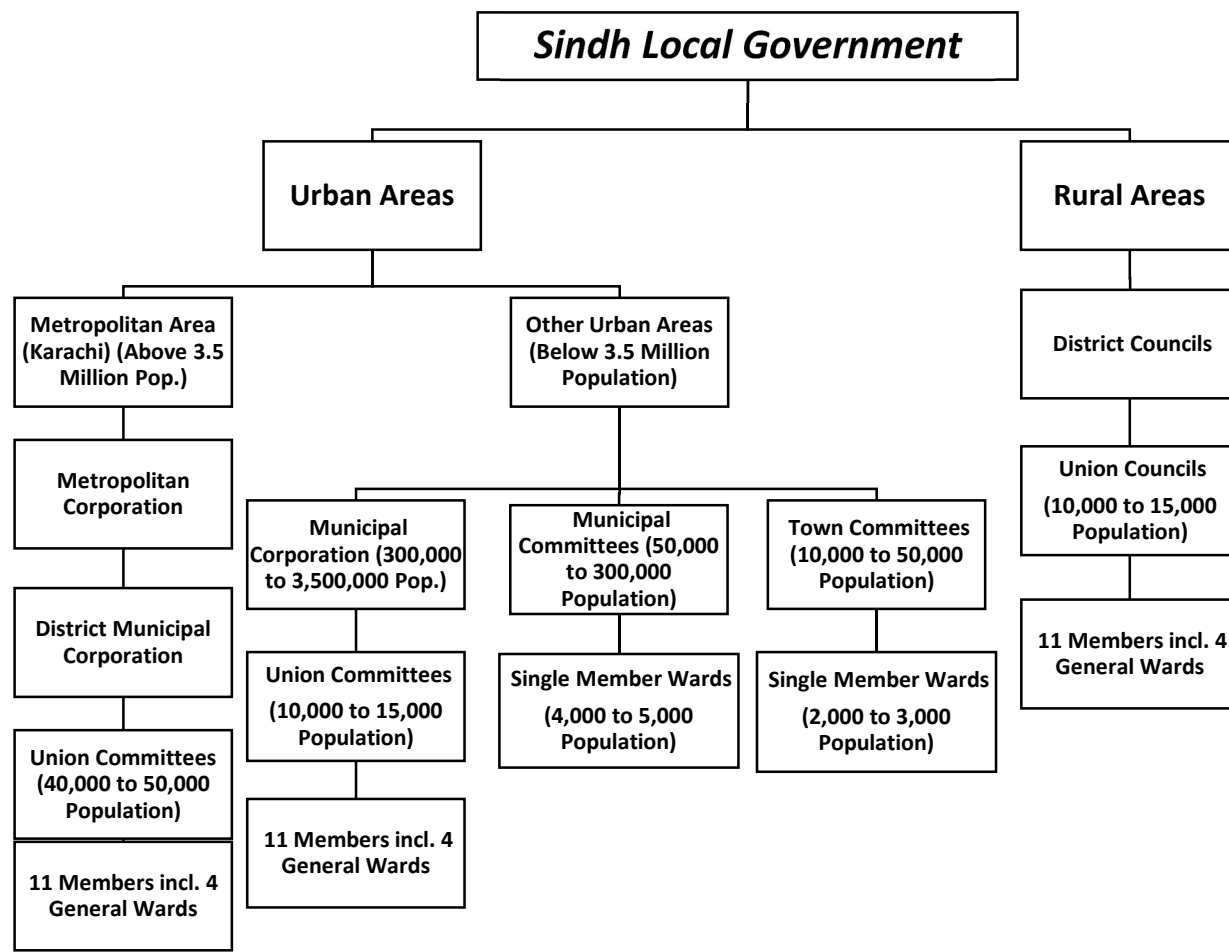 Sindh Local Government
Urban Areas
Rural Areas
Metropolitan Area
(Karachi) (Above 3.5
Million Pop.)
Other Urban Areas
(Below 3.5 Million
Population)
District Councils
Metropolitan
Corporation
Union Councils
(10,000 to 15,000
Population)
Municipal
Corporation (300,000
to 3,500,000 Pop.)
Municipal
Committees (50,000
to 300,000
Population)
Town Committees
(10,000 to 50,000
Population)
District Municipal
Corporation
11 Members incl. 4
General Wards
Union Committees
(10,000 to 15,000
Population)
Single Member Wards
(4,000 to 5,000
Population)
Single Member Wards
(2,000 to 3,000
Population)
Union Committees
(40,000 to 50,000
Population)
11 Members incl. 4
General Wards
11 Members incl. 4
General Wards